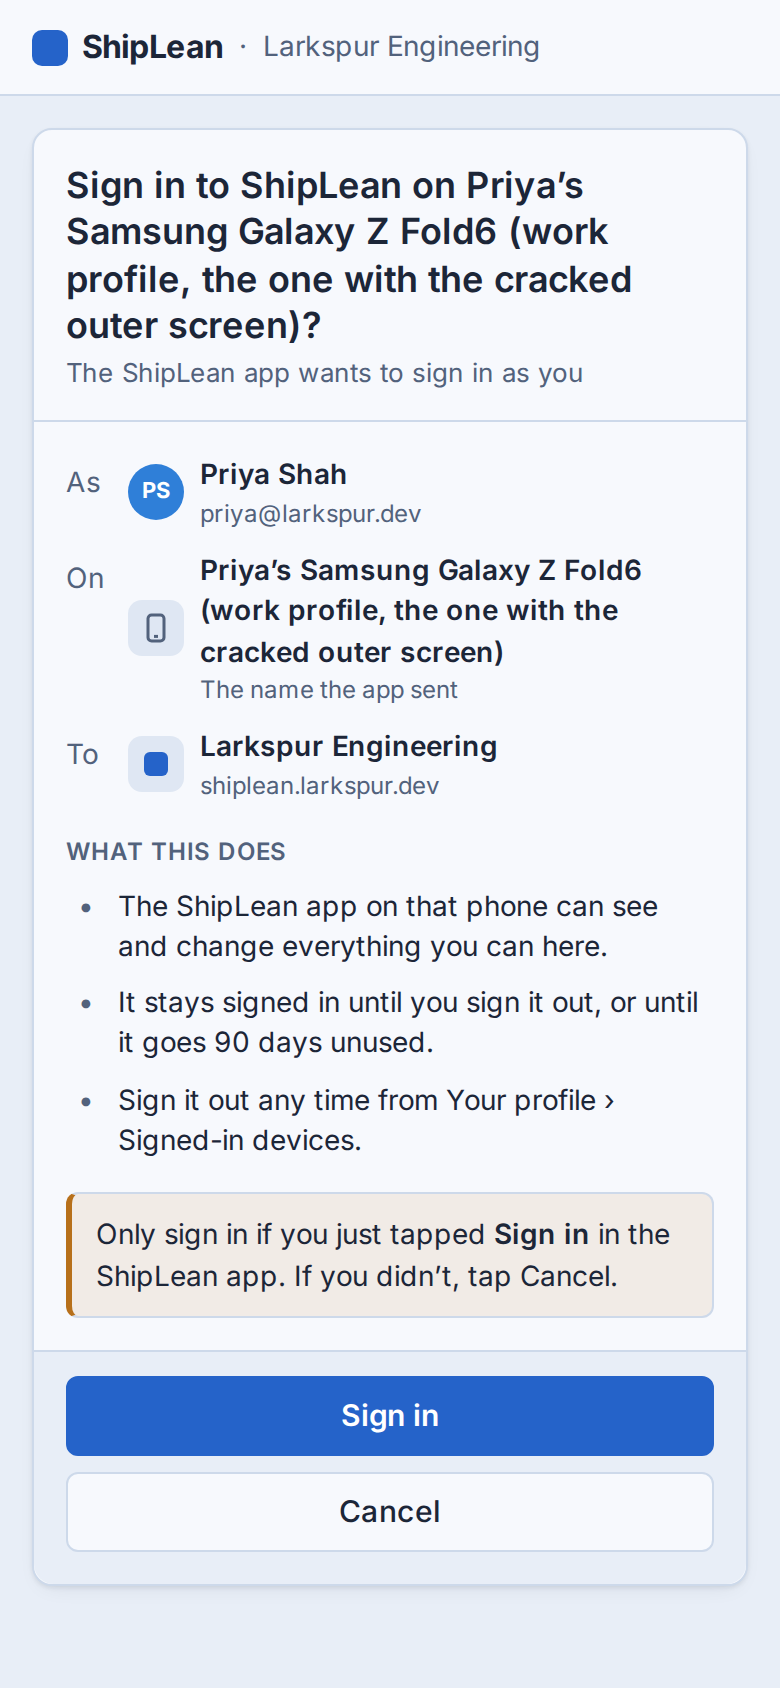 ShipLean · Larkspur Engineering
Sign in to ShipLean on Priya’s
Samsung Galaxy Z Fold6 (work
profile, the one with the cracked
outer screen)?
The ShipLean app wants to sign in as you
As
PS
Priya Shah
priya@larkspur.dev
On
Priya’s Samsung Galaxy Z Fold6
(work profile, the one with the
cracked outer screen)
The name the app sent
To
Larkspur Engineering
shiplean.larkspur.dev
WHAT THIS DOES
• The ShipLean app on that phone can see
and change everything you can here.
• It stays signed in until you sign it out, or until
it goes 90 days unused.
• Sign it out any time from Your profile ›
Signed-in devices.
Only sign in if you just tapped Sign in in the
ShipLean app. If you didn’t, tap Cancel.
Sign in
Cancel